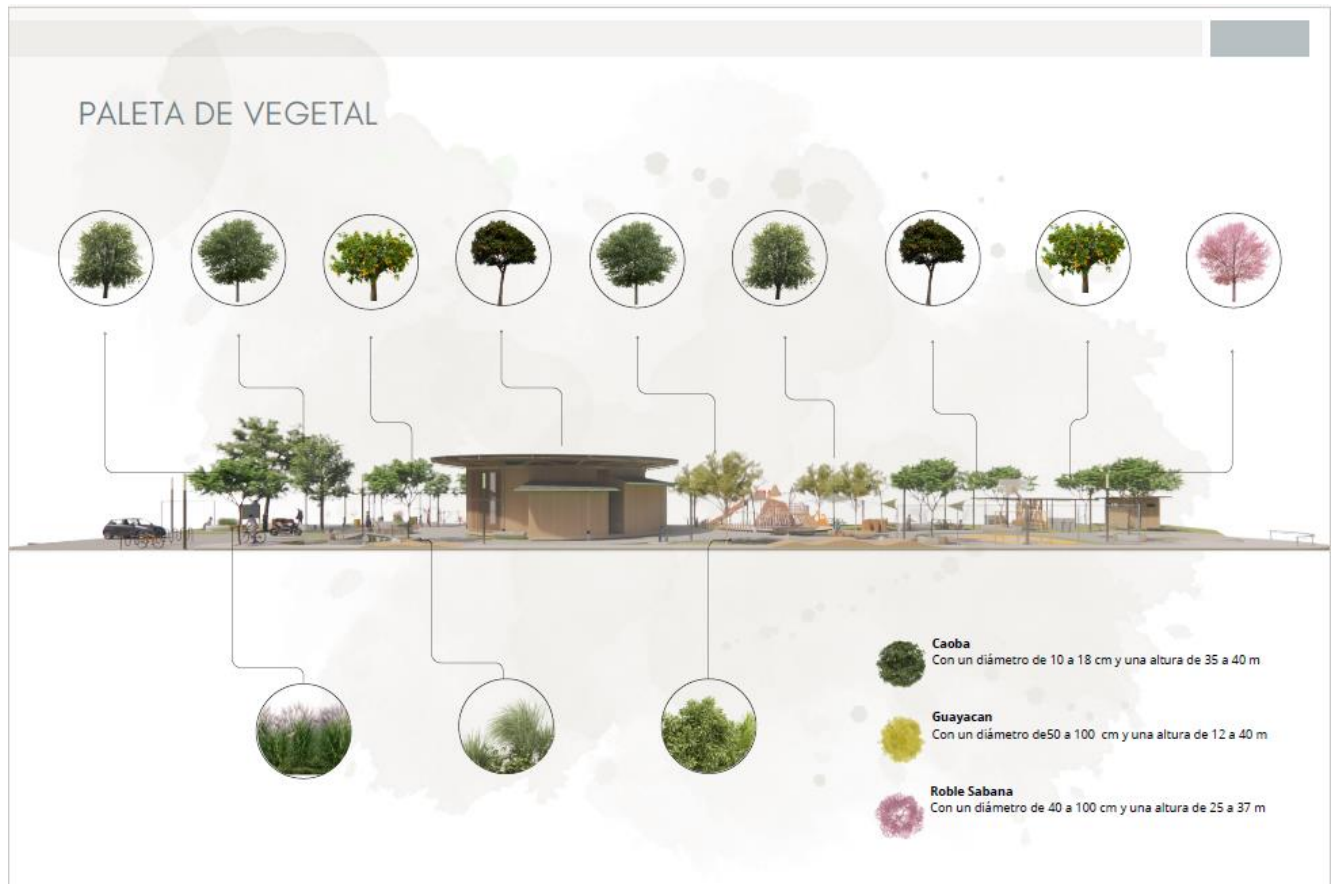 PALETA DE VEGETAL
Caoba
Con un diámetro de 10 a 18 cm y una altura de 35 a 40 m
Guayacan
Con un diámetro de50 a 100 cm y una altura de 12 a 40 m
Roble Sabana
Con un diámetro de 40 a 100 cm y una altura de 25 a 37 m